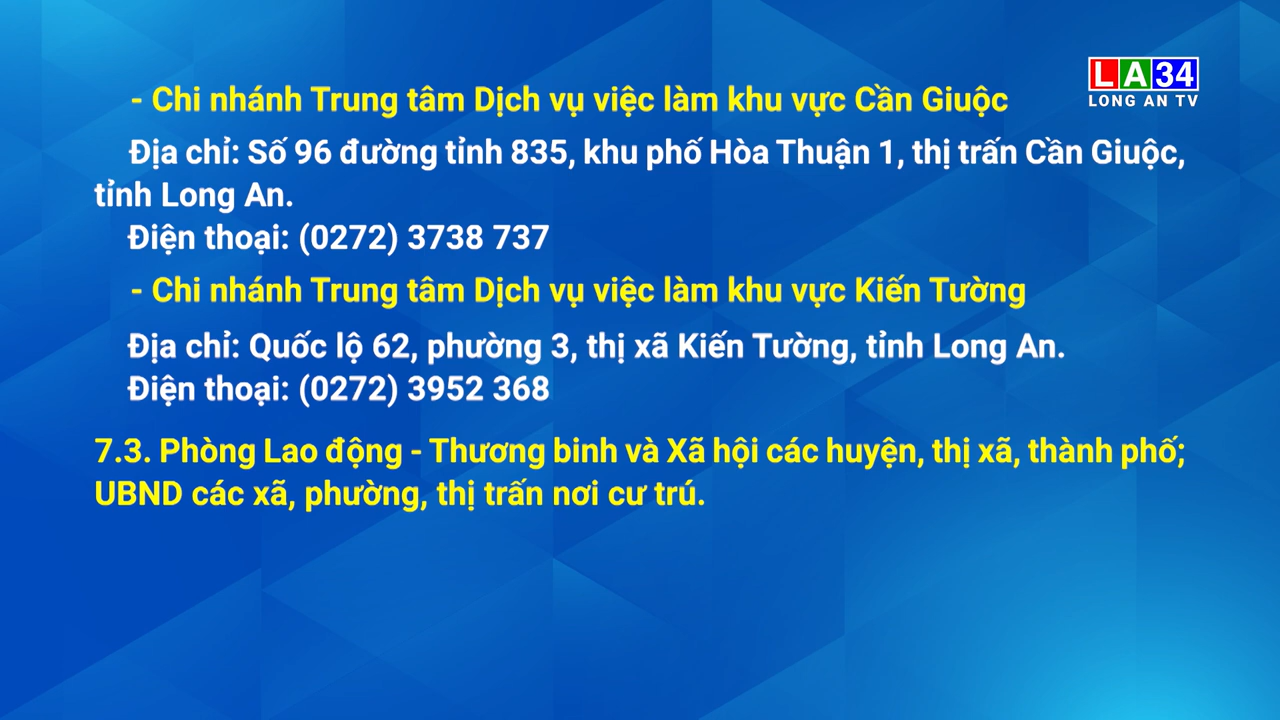 LA34
LONG AN TV
- Chi nhánh Trung tâm Dịch vụ việc làm khu vực Cần Giuộc
Địa chỉ: Số 96 đường tỉnh 835, khu phố Hòa Thuận 1, thị trấn Cần Giuộc,
tỉnh Long An.
Điện thoại: (0272) 3738 737
- Chi nhánh Trung tâm Dịch vụ việc làm khu vực Kiến Tường
Địa chỉ: Quốc lộ 62, phường 3, thị xã Kiến Tường, tỉnh Long An.
Điện thoại: (0272) 3952 368
7.3. Phòng Lao động - Thương binh và Xã hội các huyện, thị xã, thành phố;
UBND các xã, phường, thị trấn nơi cư trú.